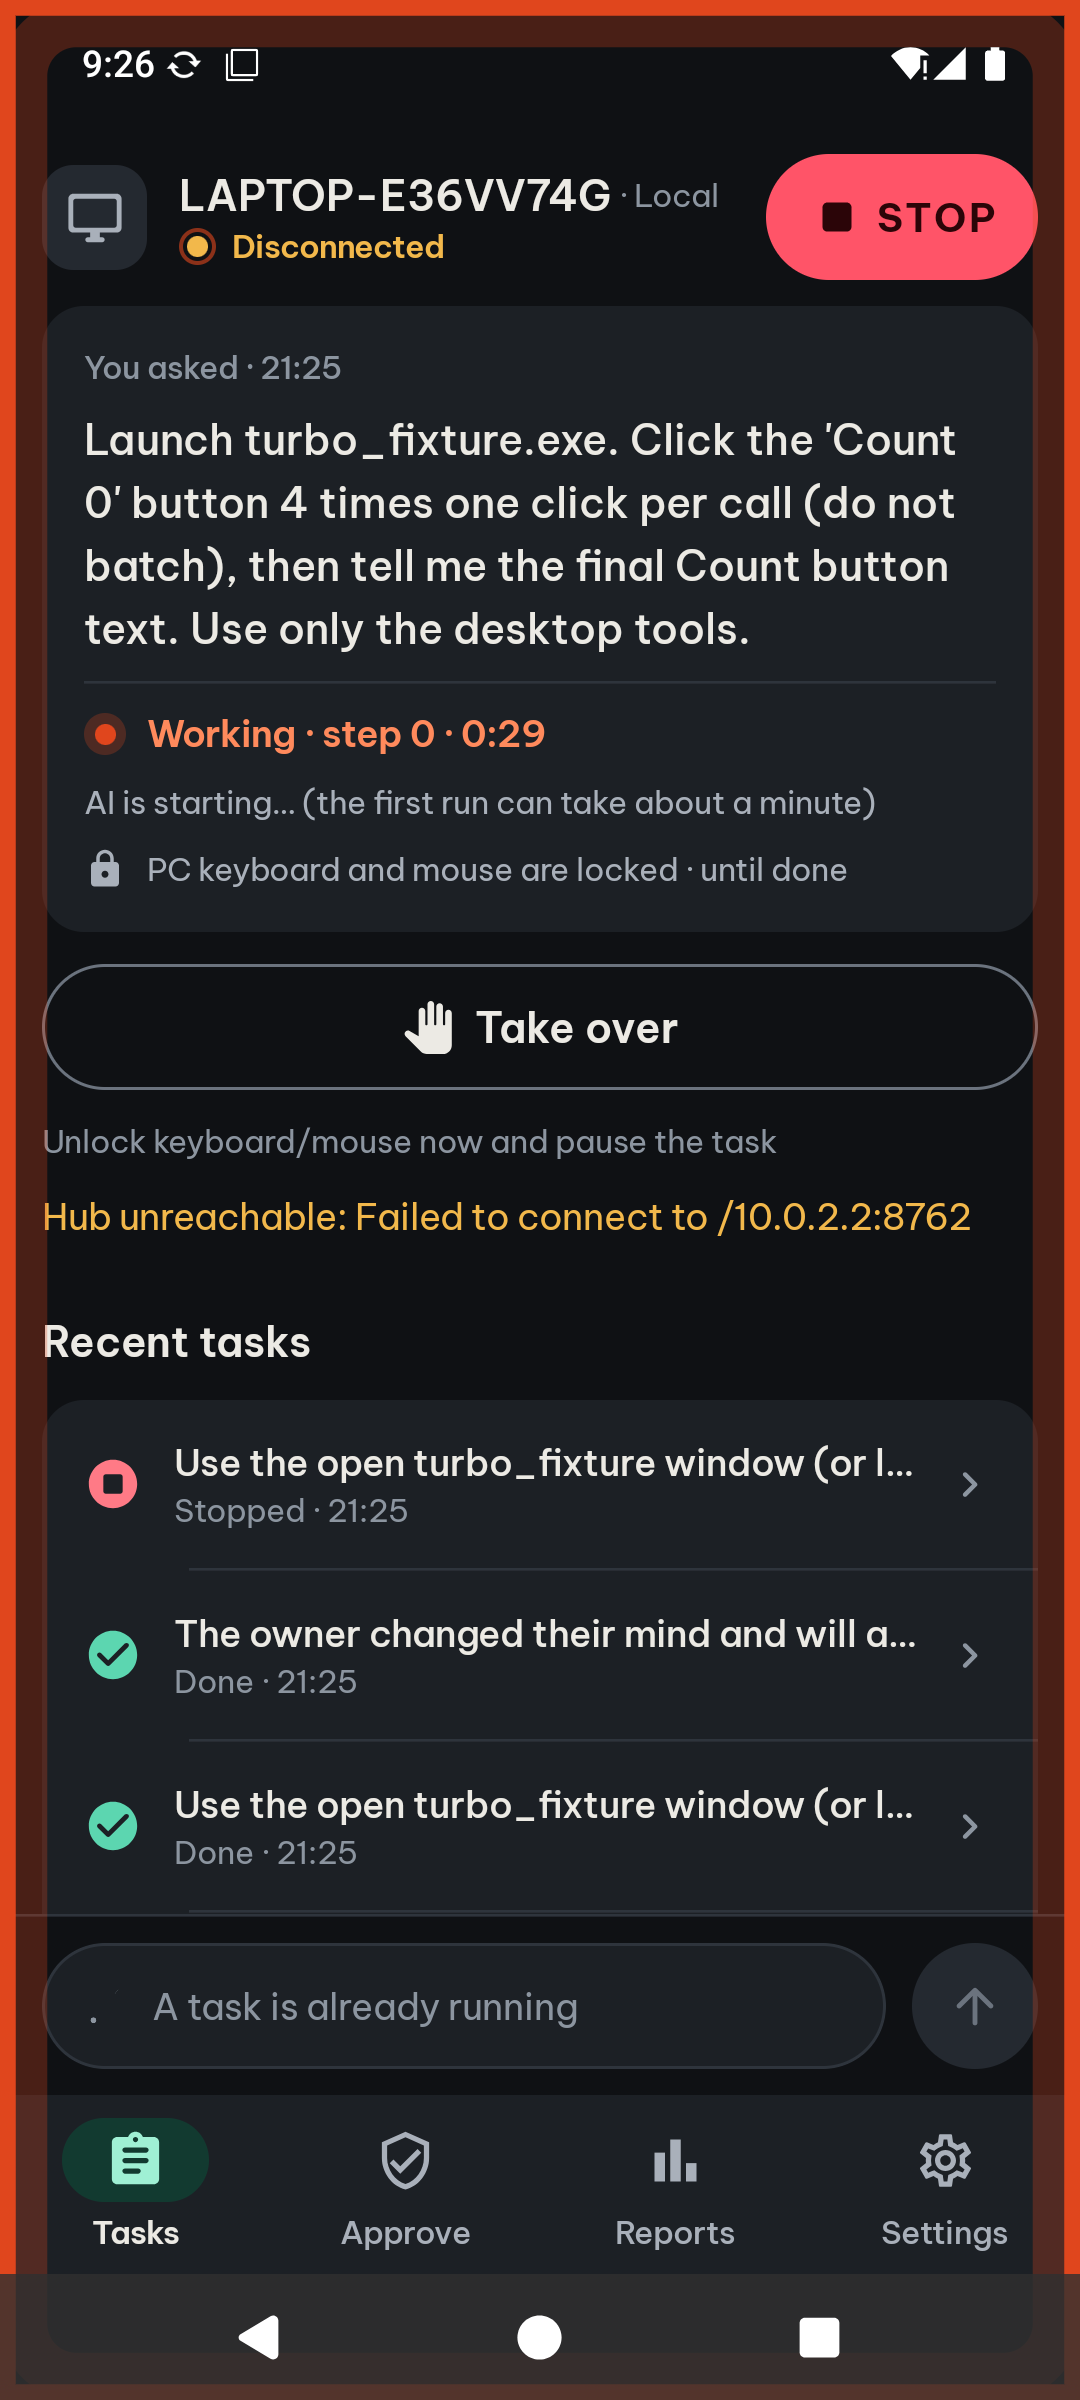 9:26
LAPTOP-E36VV74G · Local
Disconnected
STOP
You asked · 21:25
Launch turbo_fixture.exe. Click the 'Count
0' button 4 times one click per call (do not
batch), then tell me the final Count button
text. Use only the desktop tools.
Working · step 0 · 0:29
AI is starting... (the first run can take about a minute)
PC keyboard and mouse are locked · until done
Take over
Unlock keyboard/mouse now and pause the task
Hub unreachable: Failed to connect to /10.0.2.2:8762
Recent tasks
Use the open turbo_fixture window (or l...
Stopped · 21:25
The owner changed their mind and will a...
Done · 21:25
Use the open turbo_fixture window (or l...
Done · 21:25
A task is already running
Tasks
Approve
Reports
Settings